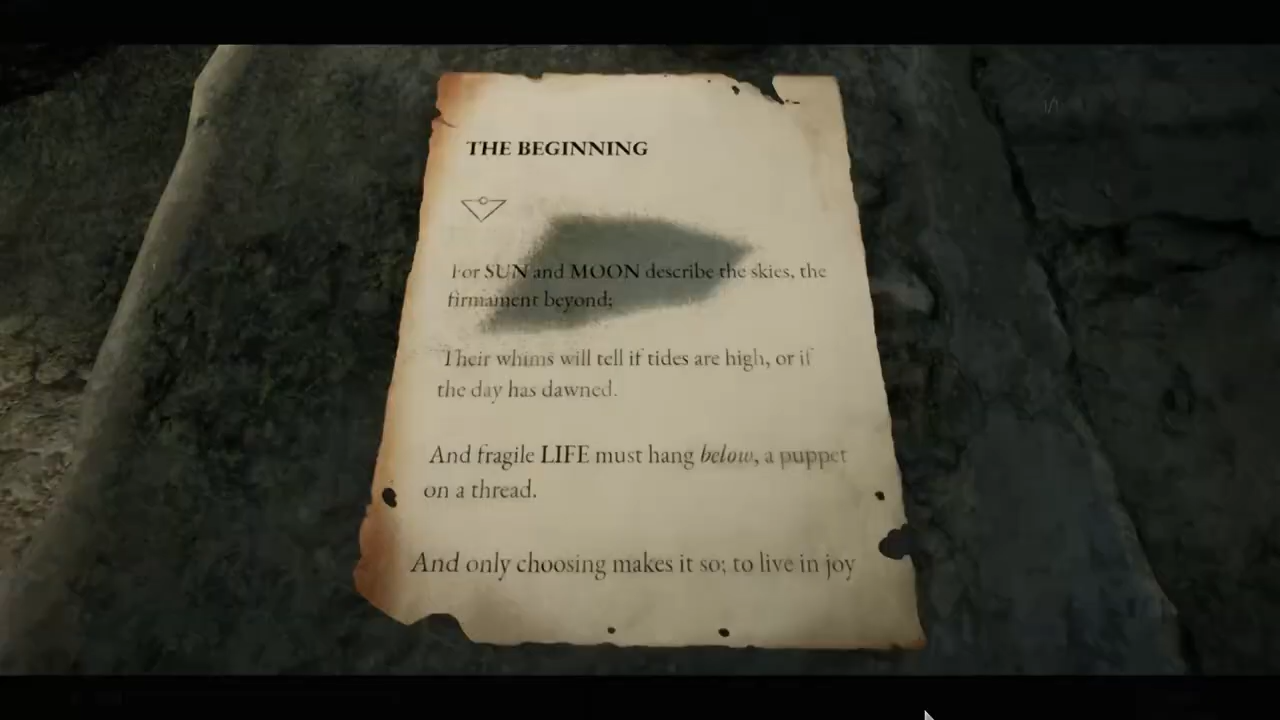 THE BEGINNING
For SUN and MOON describe the skies, the
firmament beyond;
Their whims will tell if tides are high, or if
the day has dawned.
And fragile LIFE must hang below, a puppet
on a thread.
And only choosing makes it so; to live in joy